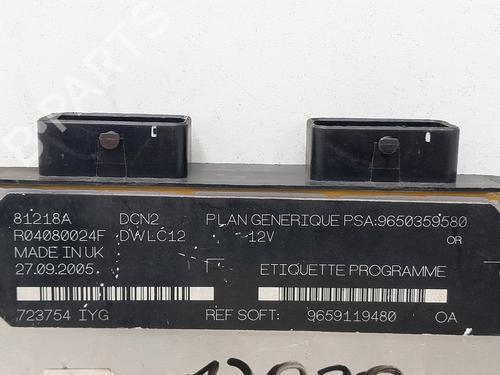 B-PARTS
81218A DCN2 PLAN GENERIQUE PSA:9650359580
R04080024F DWLC12 12V OR
MADE IN UK
27.09.2005. ETIQUETTE PROGRAMME
723754 IYG REF SOFT: 9659119480 OA